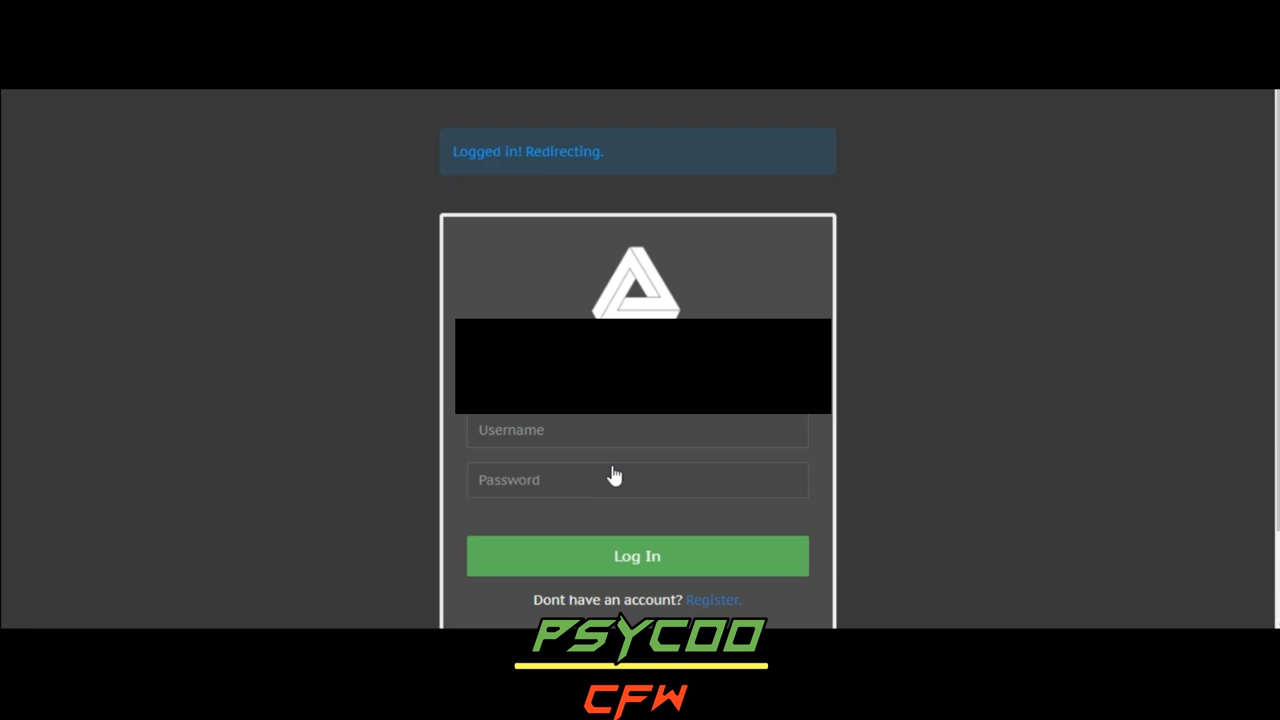 Logged in! Redirecting.
Username
Password
Log In
Dont have an account? Register.
PSYCOO
CFW